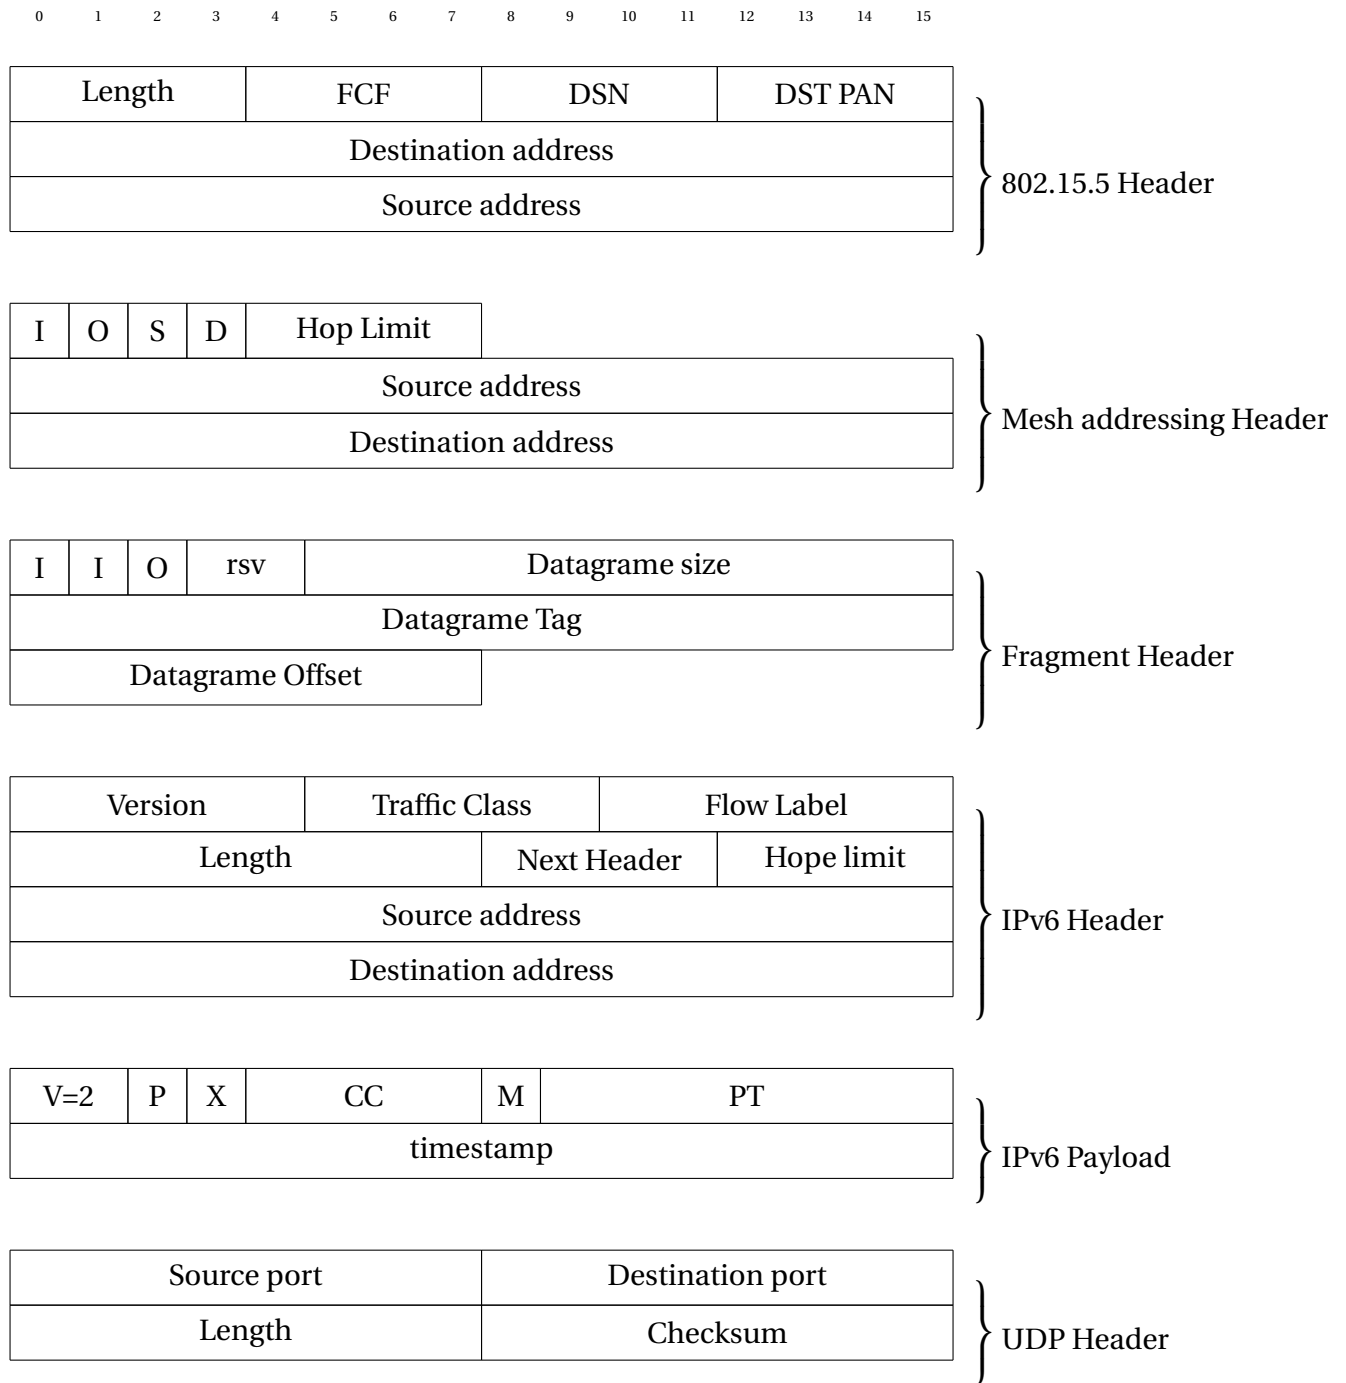 0 1 2 3 4 5 6 7 8 9 10 11 12 13 14 15
Length FCF DSN DST PAN
Destination address
802.15.5 Header
Source address
I O S D Hop Limit
Source address
Mesh addressing Header
Destination address
I I O rsv Datagrame size
Datagrame Tag
Fragment Header
Datagrame Offset
Version Traffic Class Flow Label
Length Next Header Hope limit
Source address
IPv6 Header
Destination address
V=2 P X CC M PT
timestamp
IPv6 Payload
Source port Destination port
Length Checksum
UDP Header